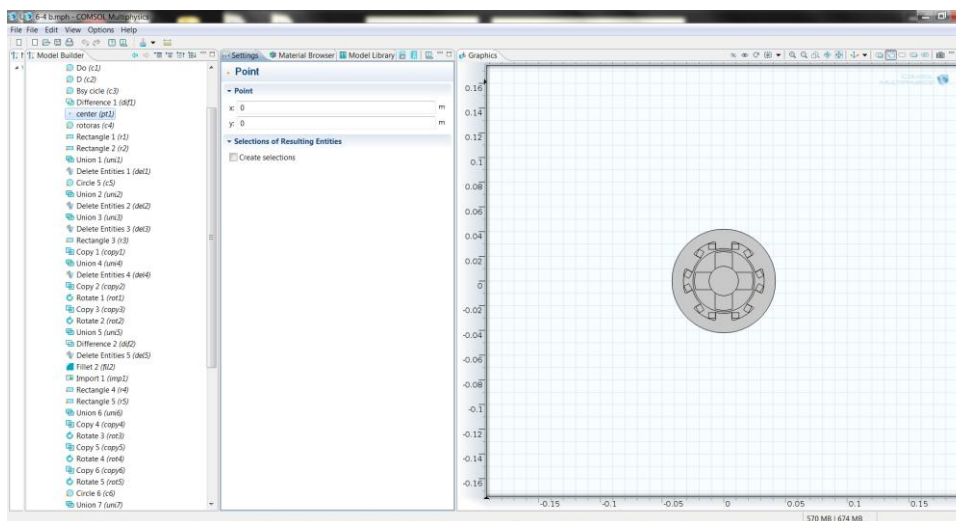 6-4 b.mph - COMSOL Multiphysics
File File Edit View Options Help
Model Builder
Do (c1)
D (c2)
Bsy cicle (c3)
Difference 1 (dif1)
center (pt1)
rotoras (c4)
Rectangle 1 (r1)
Rectangle 2 (r2)
Union 1 (uni1)
Delete Entities 1 (del1)
Circle 5 (c5)
Union 2 (uni2)
Delete Entities 2 (del2)
Union 3 (uni3)
Delete Entities 3 (del3)
Rectangle 3 (r3)
Copy 1 (copy1)
Union 4 (uni4)
Delete Entities 4 (del4)
Copy 2 (copy2)
Rotate 1 (rot1)
Copy 3 (copy3)
Rotate 2 (rot2)
Union 5 (uni5)
Difference 2 (dif2)
Delete Entities 5 (del5)
Fillet 2 (fil2)
Import 1 (imp1)
Rectangle 4 (r4)
Rectangle 5 (r5)
Union 6 (uni6)
Copy 4 (copy4)
Rotate 3 (rot3)
Copy 5 (copy5)
Rotate 4 (rot4)
Copy 6 (copy6)
Rotate 5 (rot5)
Circle 6 (c6)
Union 7 (uni7)
Settings Material Browser Model Library
Point
Point
x: 0 m
y: 0 m
Selections of Resulting Entities
Create selections
Graphics
0.16
0.14
0.12
0.1
0.08
0.06
0.04
0.02
0
-0.02
-0.04
-0.06
-0.08
-0.1
-0.12
-0.14
-0.16
-0.15 -0.1 -0.05 0 0.05 0.1 0.15
570 MB | 674 MB